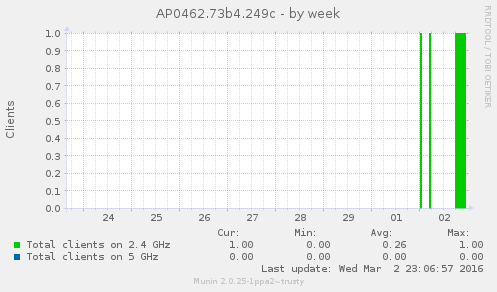 AP0462.73b4.249c - by week
RRDTOOL / TOBI OETIKER
Clients
1.0
0.9
0.8
0.7
0.6
0.5
0.4
0.3
0.2
0.1
0.0
24 25 26 27 28 29 01 02
Cur: Min: Avg: Max:
Total clients on 2.4 GHz 1.00 0.00 0.26 1.00
Total clients on 5 GHz 0.00 0.00 0.00 0.00
Last update: Wed Mar 2 23:06:57 2016
Munin 2.0.25-1ppa2~trusty